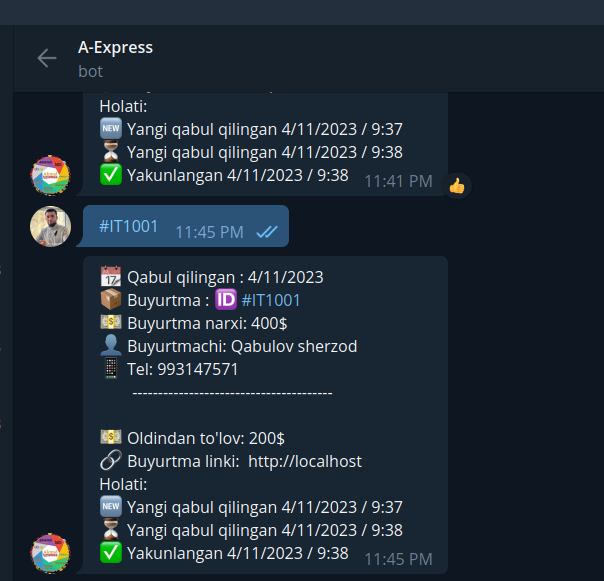 A-Express
bot
Holati:
🆕 Yangi qabul qilingan 4/11/2023 / 9:37
⏳ Yangi qabul qilingan 4/11/2023 / 9:38
✅ Yakunlangan 4/11/2023 / 9:38 11:41 PM 👍
#IT1001 11:45 PM
📅 Qabul qilingan : 4/11/2023
📦 Buyurtma : 🆔 #IT1001
💵 Buyurtma narxi: 400$
👤 Buyurtmachi: Qabulov sherzod
📱 Tel: 993147571
---------------------------------------
💵 Oldindan to'lov: 200$
🔗 Buyurtma linki: http://localhost
Holati:
🆕 Yangi qabul qilingan 4/11/2023 / 9:37
⏳ Yangi qabul qilingan 4/11/2023 / 9:38
✅ Yakunlangan 4/11/2023 / 9:38 11:45 PM